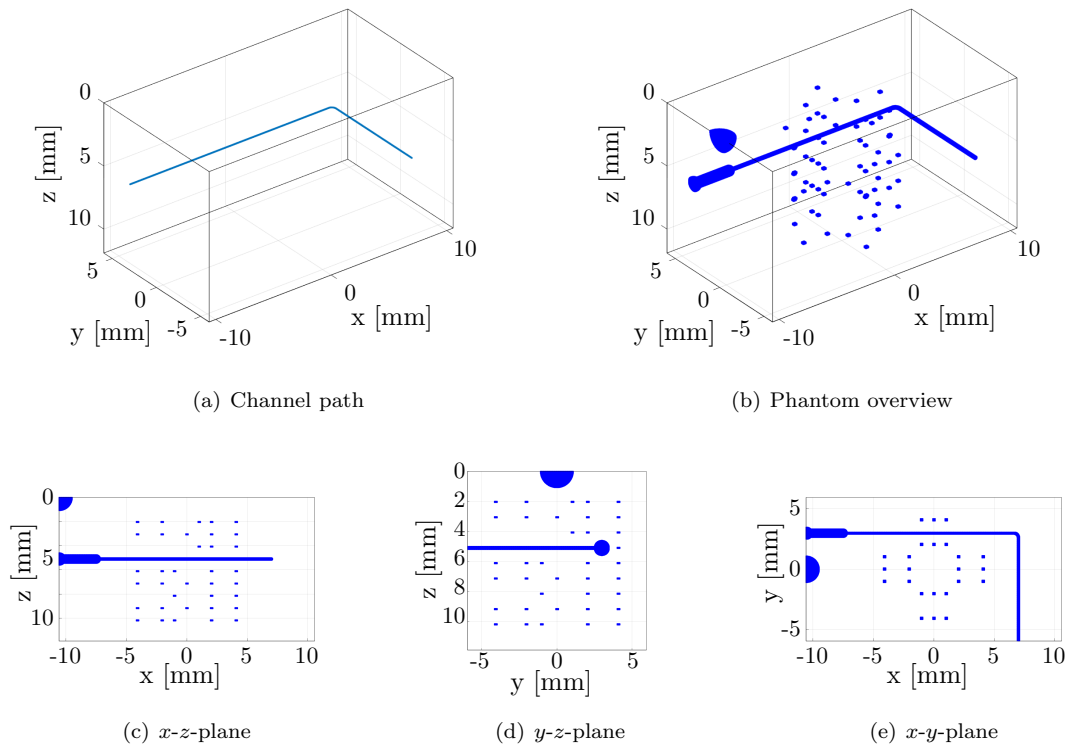 0
5
10
z [mm]
5
0
-5
y [mm]
-10
0
10
x [mm]
(a) Channel path
0
5
10
z [mm]
5
0
-5
y [mm]
-10
0
10
x [mm]
(b) Phantom overview
0
5
10
z [mm]
-10 -5 0 5 10
x [mm]
(c) x-z-plane
0
2
4
6
8
10
z [mm]
-5 0 5
y [mm]
(d) y-z-plane
5
0
-5
y [mm]
-10 -5 0 5 10
x [mm]
(e) x-y-plane